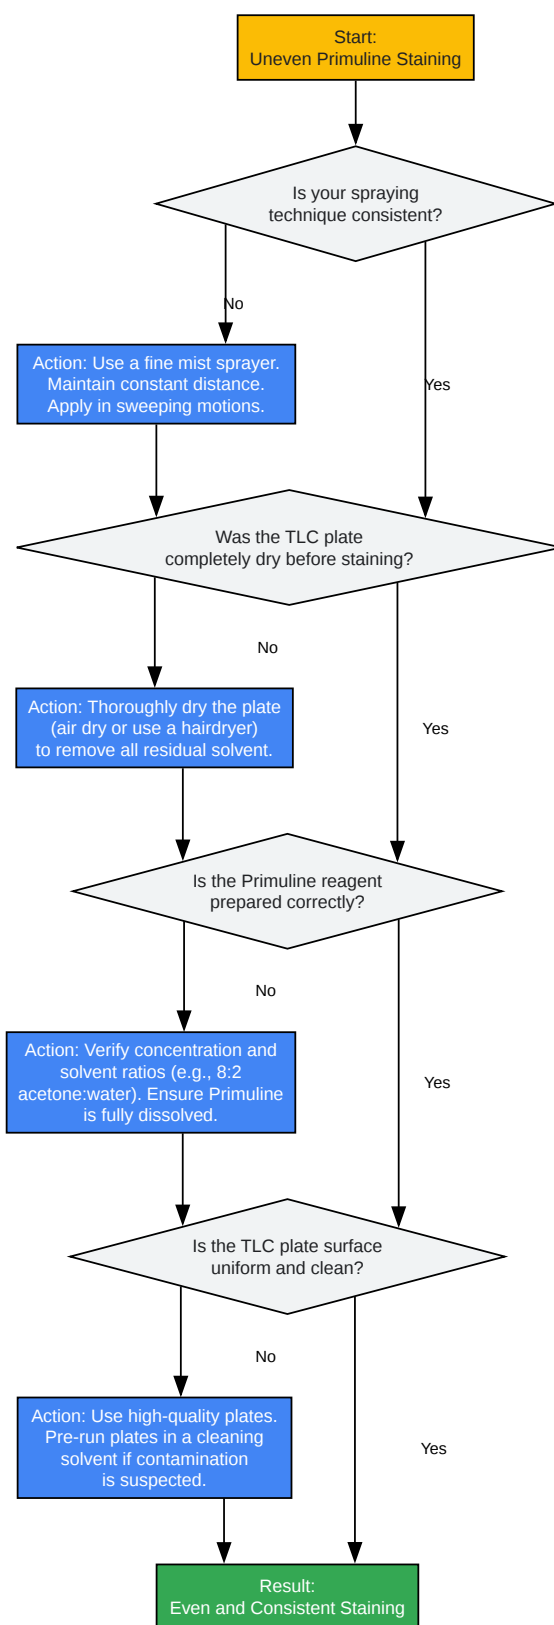 Start:
Uneven Primuline Staining
Is your spraying
technique consistent?
No
Action: Use a fine mist sprayer.
Maintain constant distance.
Apply in sweeping motions.
Yes
Was the TLC plate
completely dry before staining?
No
Action: Thoroughly dry the plate
(air dry or use a hairdryer)
to remove all residual solvent.
Yes
Is the Primuline reagent
prepared correctly?
No
Action: Verify concentration and
solvent ratios (e.g., 8:2
acetone:water). Ensure Primuline
is fully dissolved.
Yes
Is the TLC plate surface
uniform and clean?
No
Action: Use high-quality plates.
Pre-run plates in a cleaning
solvent if contamination
is suspected.
Yes
Result:
Even and Consistent Staining